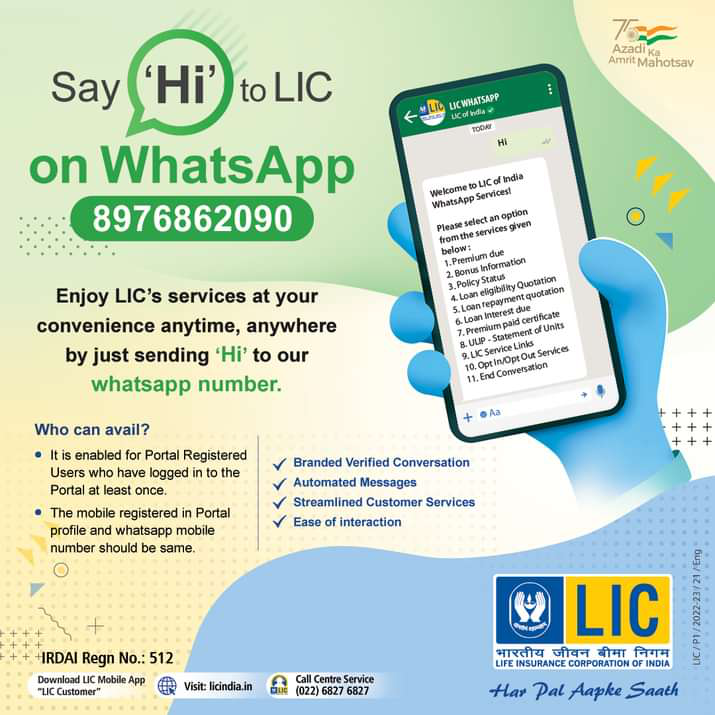 75
Azadi Ka
Amrit Mahotsav
Say 'Hi' to LIC
on WhatsApp
8976862090
LIC WHATSAPP
LIC of India
TODAY
Hi
Welcome to LIC of India
WhatsApp Services!
Please select an option
from the services given
below :
1. Premium due
2. Bonus Information
3. Policy Status
4. Loan eligibility Quotation
5. Loan repayment quotation
6. Loan Interest due
7. Premium paid certificate
8. ULIP - Statement of Units
9. LIC Service Links
10. Opt In/Opt Out Services
11. End Conversation
Aa
Enjoy LIC's services at your
convenience anytime, anywhere
by just sending 'Hi' to our
whatsapp number.
Who can avail?
• It is enabled for Portal Registered
Users who have logged in to the
Portal at least once.
• The mobile registered in Portal
profile and whatsapp mobile
number should be same.
Branded Verified Conversation
Automated Messages
Streamlined Customer Services
Ease of interaction
LIC / P1 / 2022-23 / 21 / Eng
LIC
भारतीय जीवन बीमा निगम
LIFE INSURANCE CORPORATION OF INDIA
Har Pal Aapke Saath
IRDAI Regn No.: 512
Download LIC Mobile App
"LIC Customer"
Visit: licindia.in
LIC
Call Centre Service
(022) 6827 6827